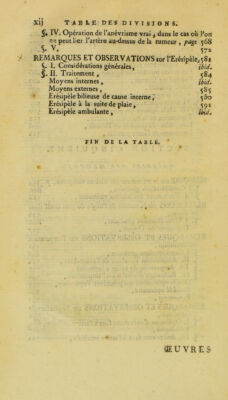 xij TABLE DES DIVISIONS.
§. IV. Opération de l'anévrisme vrai, dans le cas où l'on
ne peut lier l'artère au-dessus de la tumeur, page 568
§. V, 572
REMARQUES ET OBSERVATIONS sur l'Erésipèle, 581
§. I. Considérations générales, ibid.
§. II. Traitement, 584
Moyens internes, ibid.
Moyens externes, 585
Erésipèle bilieuse de cause interne,
Erésipèle à la suite de plaie, 591
Erésipèle ambulante, ibid.
FIN DE LA TABLE.
ŒUVRES